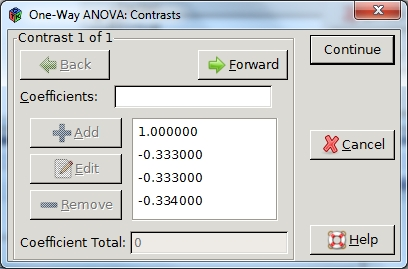 One-Way ANOVA: Contrasts
Contrast 1 of 1
Back
Forward
Continue
Coefficients:
Add
Edit
Remove
1.000000
-0.333000
-0.333000
-0.334000
Cancel
Coefficient Total: 0
Help